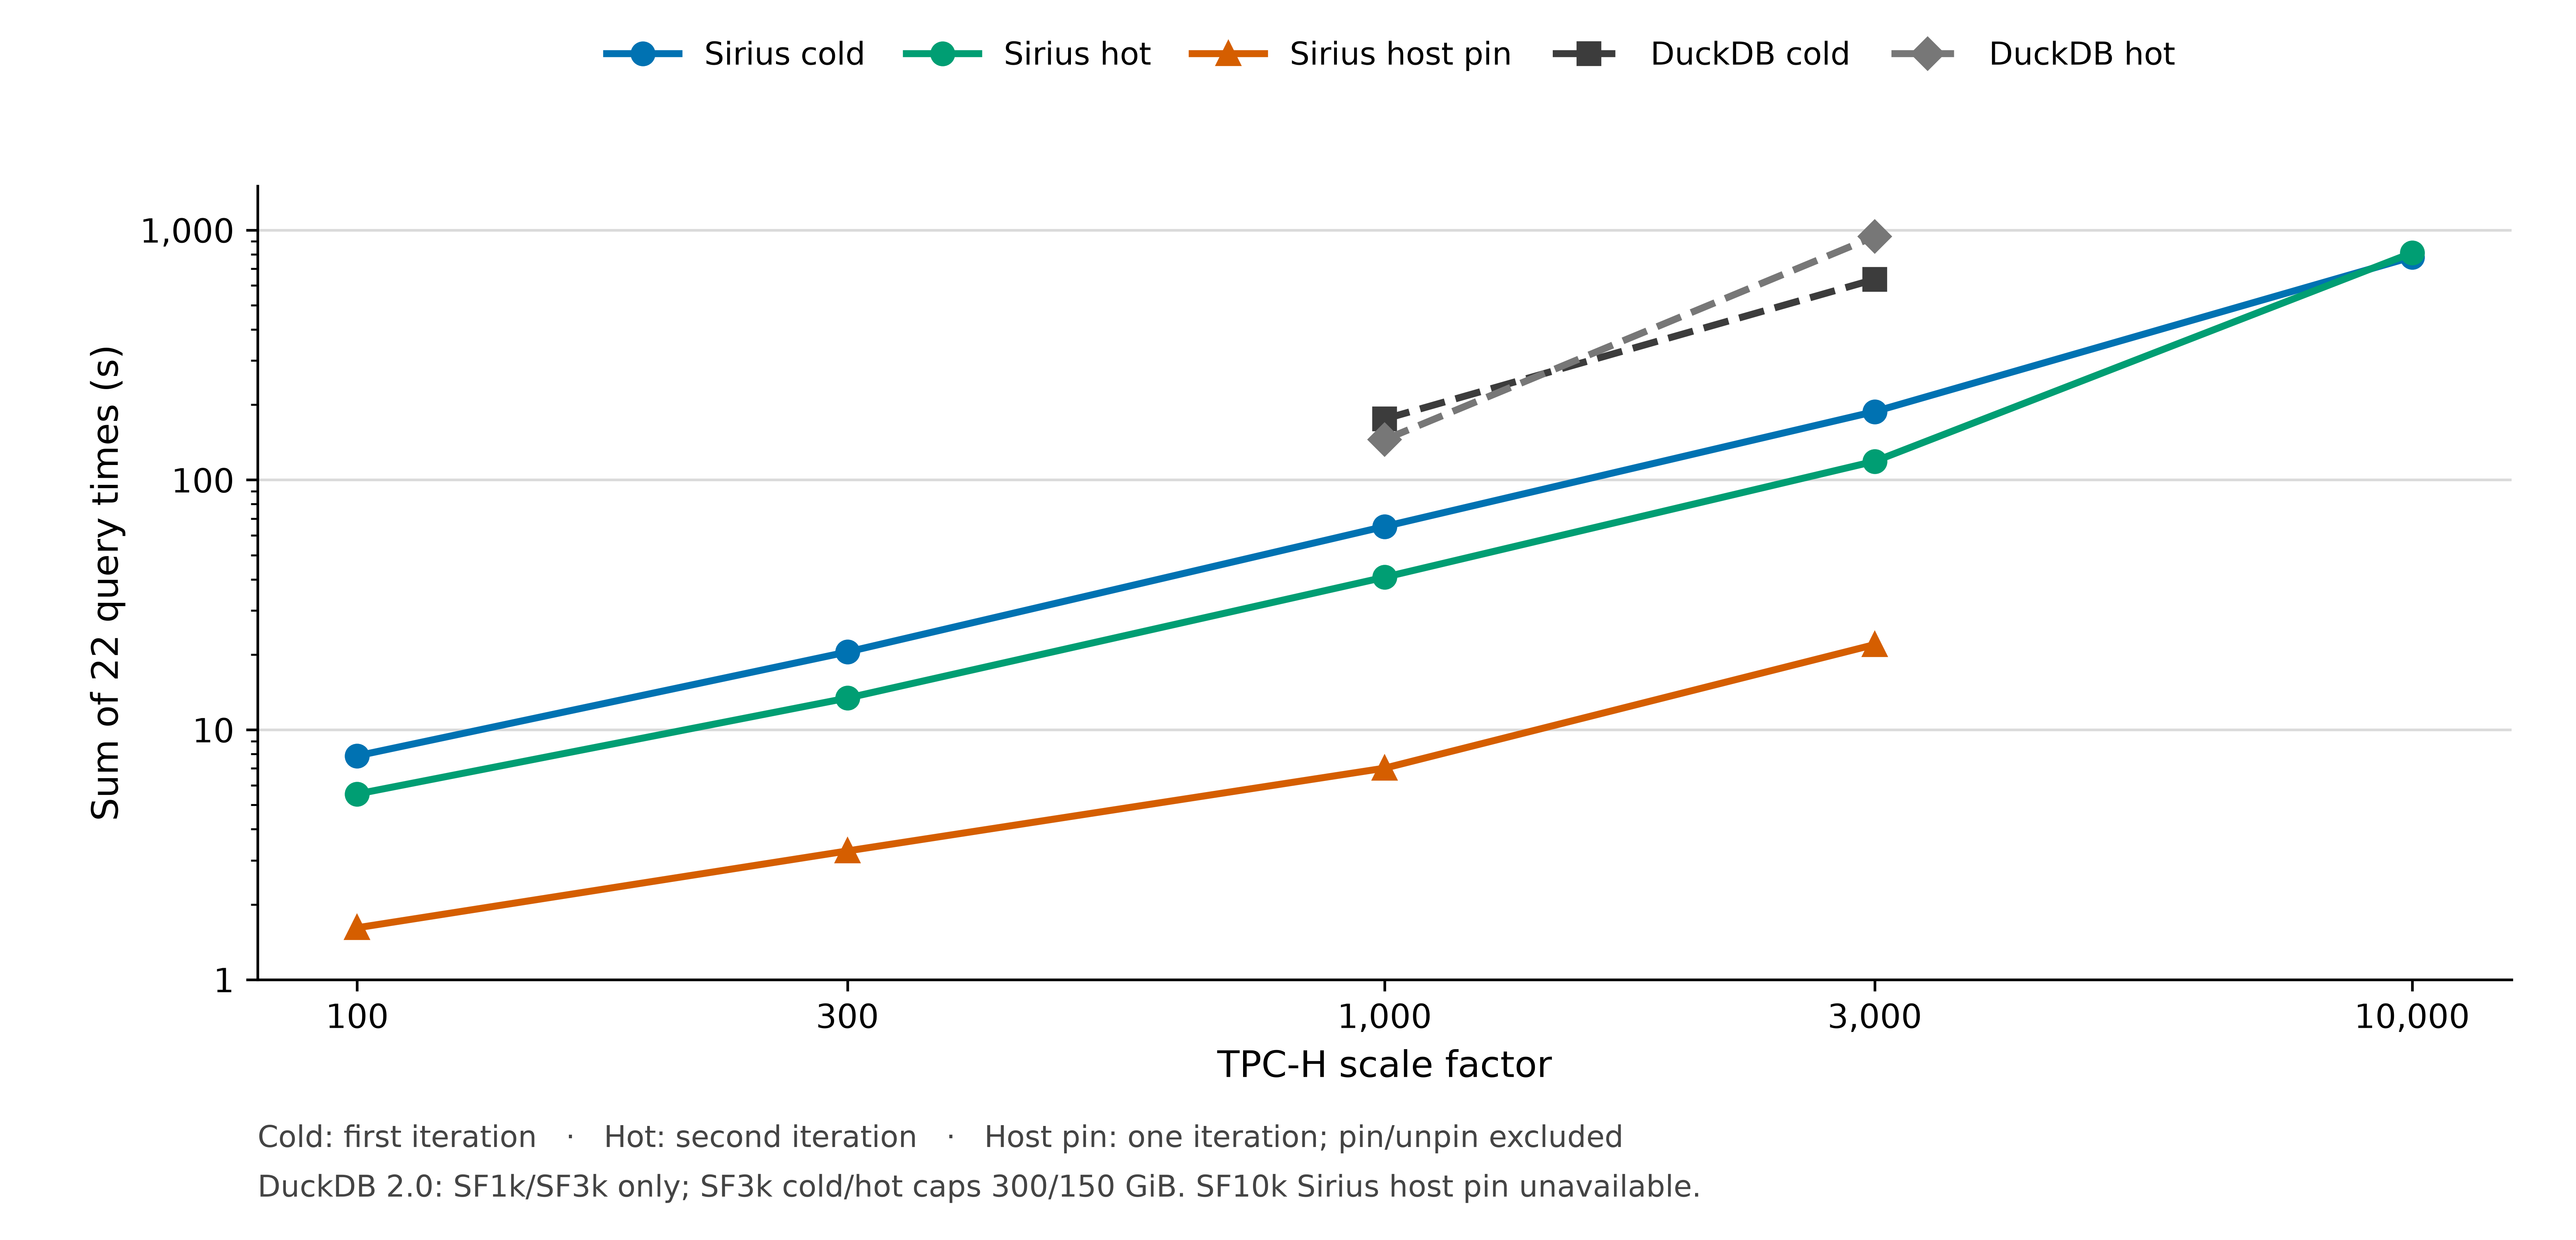 Sirius cold Sirius hot Sirius host pin DuckDB cold DuckDB hot
1,000
100
10
1
Sum of 22 query times (s)
100 300 1,000 3,000 10,000
TPC-H scale factor
Cold: first iteration · Hot: second iteration · Host pin: one iteration; pin/unpin excluded
DuckDB 2.0: SF1k/SF3k only; SF3k cold/hot caps 300/150 GiB. SF10k Sirius host pin unavailable.